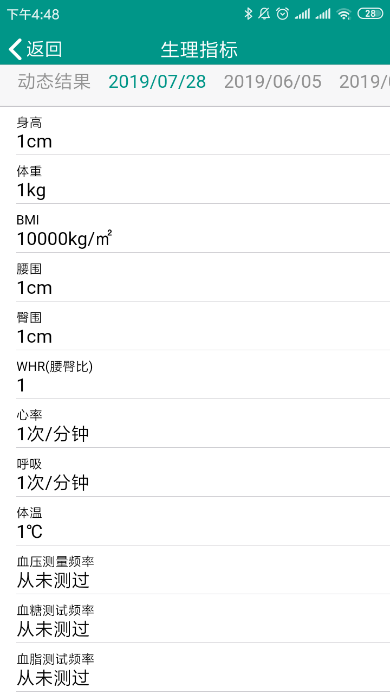 下午4:48
28
返回
生理指标
动态结果 2019/07/28 2019/06/05 2019/0
身高
1cm
体重
1kg
BMI
10000kg/㎡
腰围
1cm
臀围
1cm
WHR(腰臀比)
1
心率
1次/分钟
呼吸
1次/分钟
体温
1℃
血压测量频率
从未测过
血糖测试频率
从未测过
血脂测试频率
从未测过